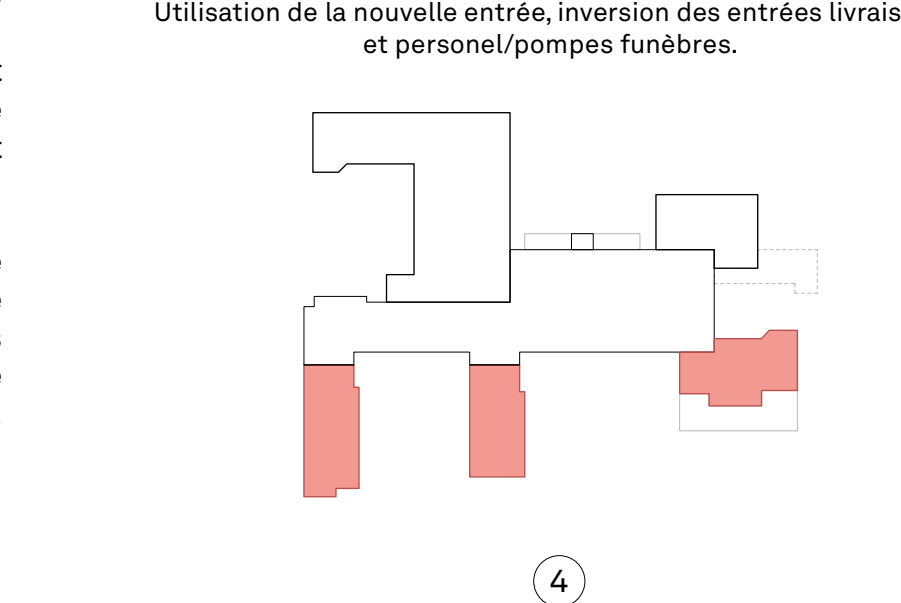 Utilisation de la nouvelle entrée, inversion des entrées livrais
et personel/pompes funèbres.
4